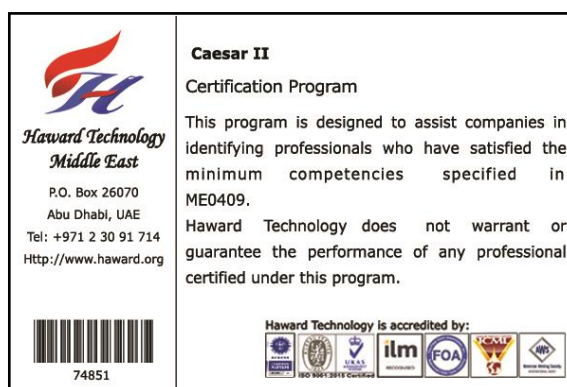 Haward Technology
Middle East
P.O. Box 26070
Abu Dhabi, UAE
Tel: +971 2 30 91 714
Http://www.haward.org
74851
Caesar II
Certification Program
This program is designed to assist companies in
identifying professionals who have satisfied the
minimum competencies specified in
ME0409.
Haward Technology does not warrant or
guarantee the performance of any professional
certified under this program.
Haward Technology is accredited by:
UKAS
ilm
FOA
ICML
AWS
ISO 9001:2015 Certified